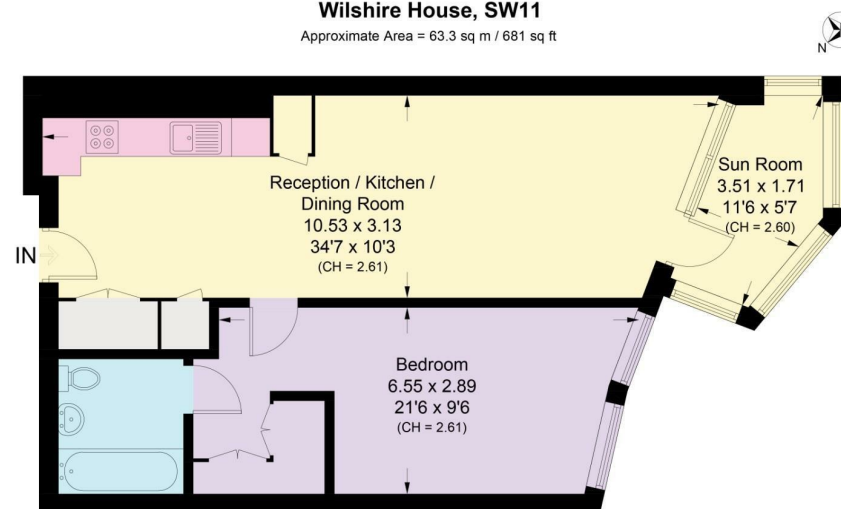 Wilshire House, SW11
Approximate Area = 63.3 sq m / 681 sq ft
N
Sun Room
3.51 x 1.71
11'6 x 5'7
(CH = 2.60)
Reception / Kitchen /
Dining Room
10.53 x 3.13
34'7 x 10'3
(CH = 2.61)
IN
Bedroom
6.55 x 2.89
21'6 x 9'6
(CH = 2.61)